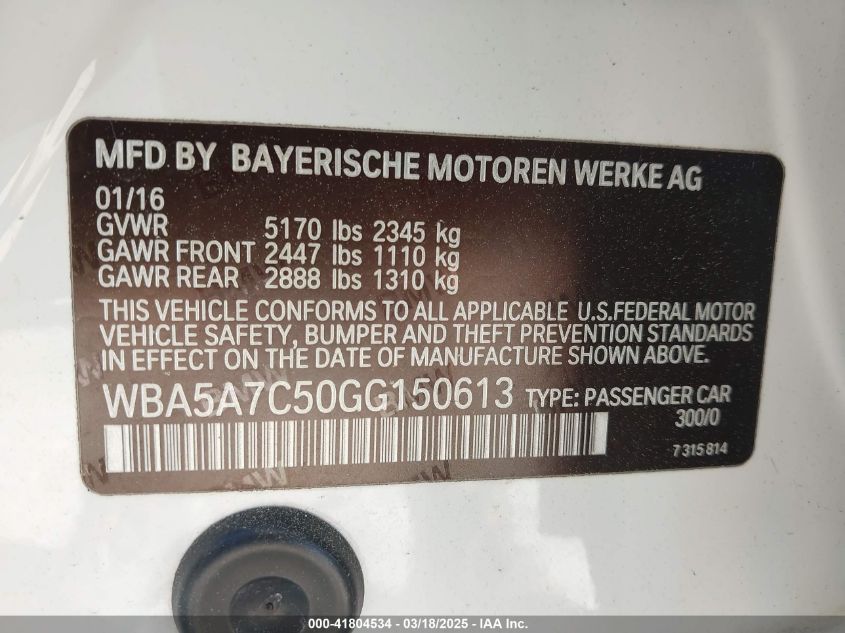 MFD BY BAYERISCHE MOTOREN WERKE AG
01/16
GVWR 5170 lbs 2345 kg
GAWR FRONT 2447 lbs 1110 kg
GAWR REAR 2888 lbs 1310 kg
THIS VEHICLE CONFORMS TO ALL APPLICABLE U.S.FEDERAL MOTOR
VEHICLE SAFETY, BUMPER AND THEFT PREVENTION STANDARDS
IN EFFECT ON THE DATE OF MANUFACTURE SHOWN ABOVE.
WBA5A7C50GG150613 TYPE: PASSENGER CAR
300/0
7 315 814
000-41804534 - 03/18/2025 - IAA Inc.